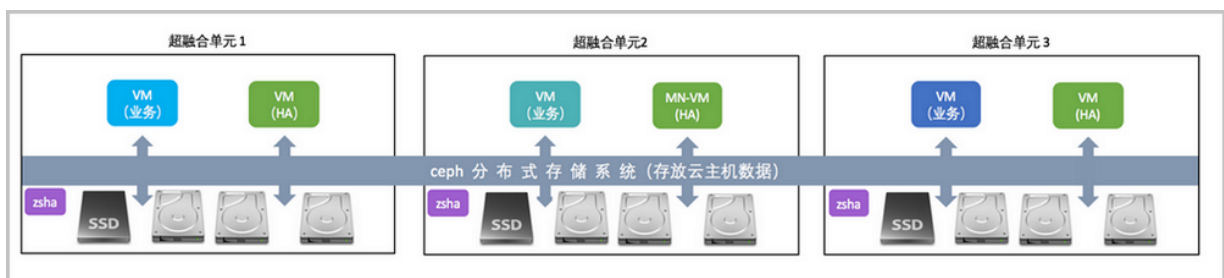 超融合单元 1
超融合单元2
超融合单元 3
VM
(业务)
VM
(HA)
VM
(业务)
MN-VM
(HA)
VM
(业务)
VM
(HA)
ceph 分 布 式 存 储 系 统（存放云主机数据）
zsha
SSD
zsha
SSD
zsha
SSD